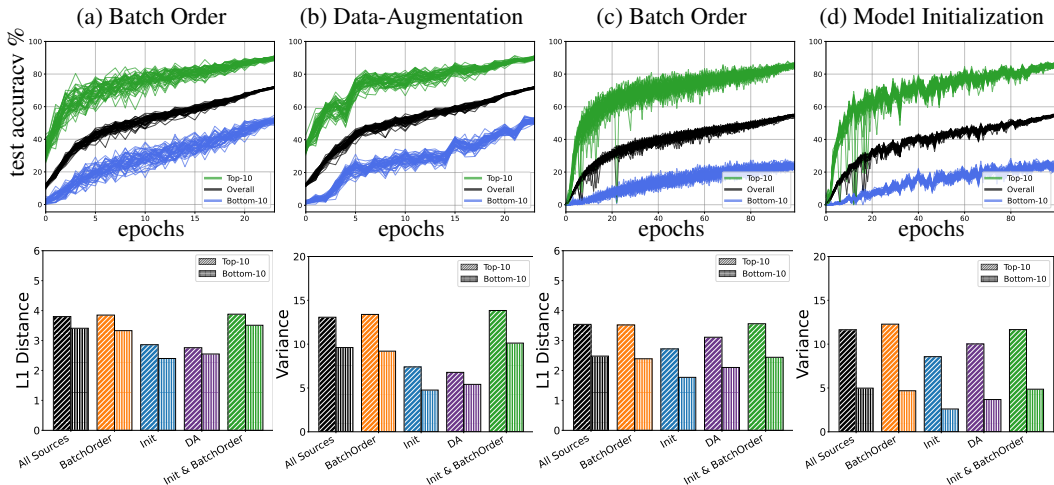 (a) Batch Order
(b) Data-Augmentation
(c) Batch Order
(d) Model Initialization
test accuracy %
100
80
60
40
20
0
Top-10
Overall
Bottom-10
0 5 10 15 20
epochs
100
80
60
40
20
0
Top-10
Overall
Bottom-10
0 5 10 15 20
epochs
100
80
60
40
20
0
Top-10
Overall
Bottom-10
0 20 40 60 80
epochs
100
80
60
40
20
0
Top-10
Overall
Bottom-10
0 20 40 60 80
epochs
L1 Distance
6
5
4
3
2
1
0
Top-10
Bottom-10
All Sources
BatchOrder
Init
DA
Init & BatchOrder
Variance
20
15
10
5
0
Top-10
Bottom-10
All Sources
BatchOrder
Init
DA
Init & BatchOrder
L1 Distance
6
5
4
3
2
1
0
Top-10
Bottom-10
All Sources
BatchOrder
Init
DA
Init & BatchOrder
Variance
20
15
10
5
0
Top-10
Bottom-10
All Sources
BatchOrder
Init
DA
Init & BatchOrder